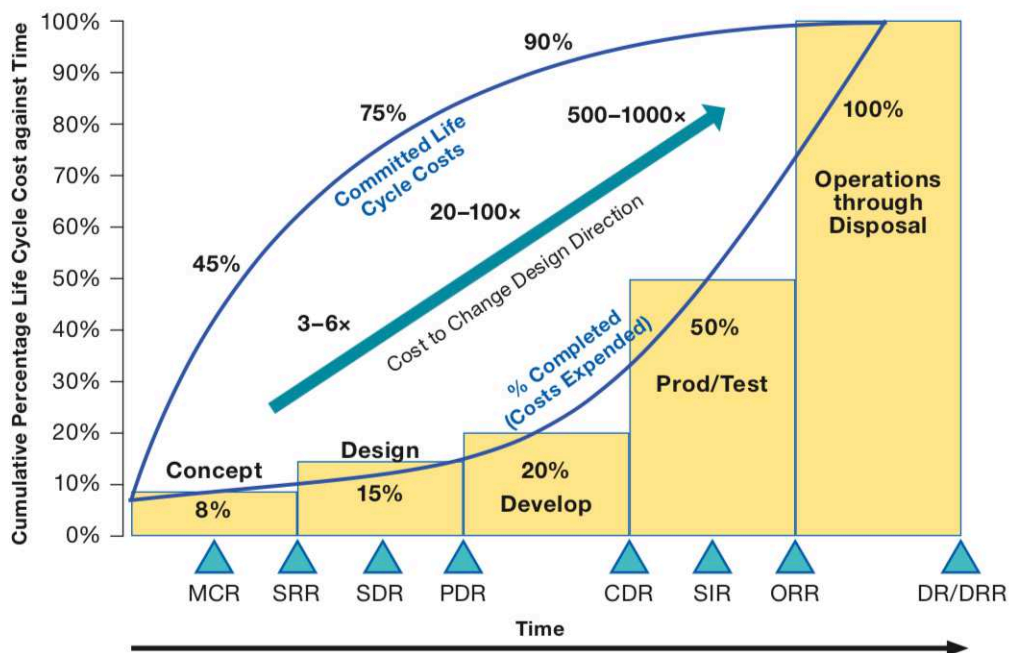 Cumulative Percentage Life Cycle Cost against Time
100%
90%
80%
70%
60%
50%
40%
30%
20%
10%
0%
45%
75%
90%
Committed Life
Cycle Costs
3–6×
20–100×
500–1000×
Cost to Change Design Direction
% Completed
(Costs Expended)
Concept
8%
Design
15%
20%
Develop
50%
Prod/Test
100%
Operations
through
Disposal
MCR
SRR
SDR
PDR
CDR
SIR
ORR
DR/DRR
Time